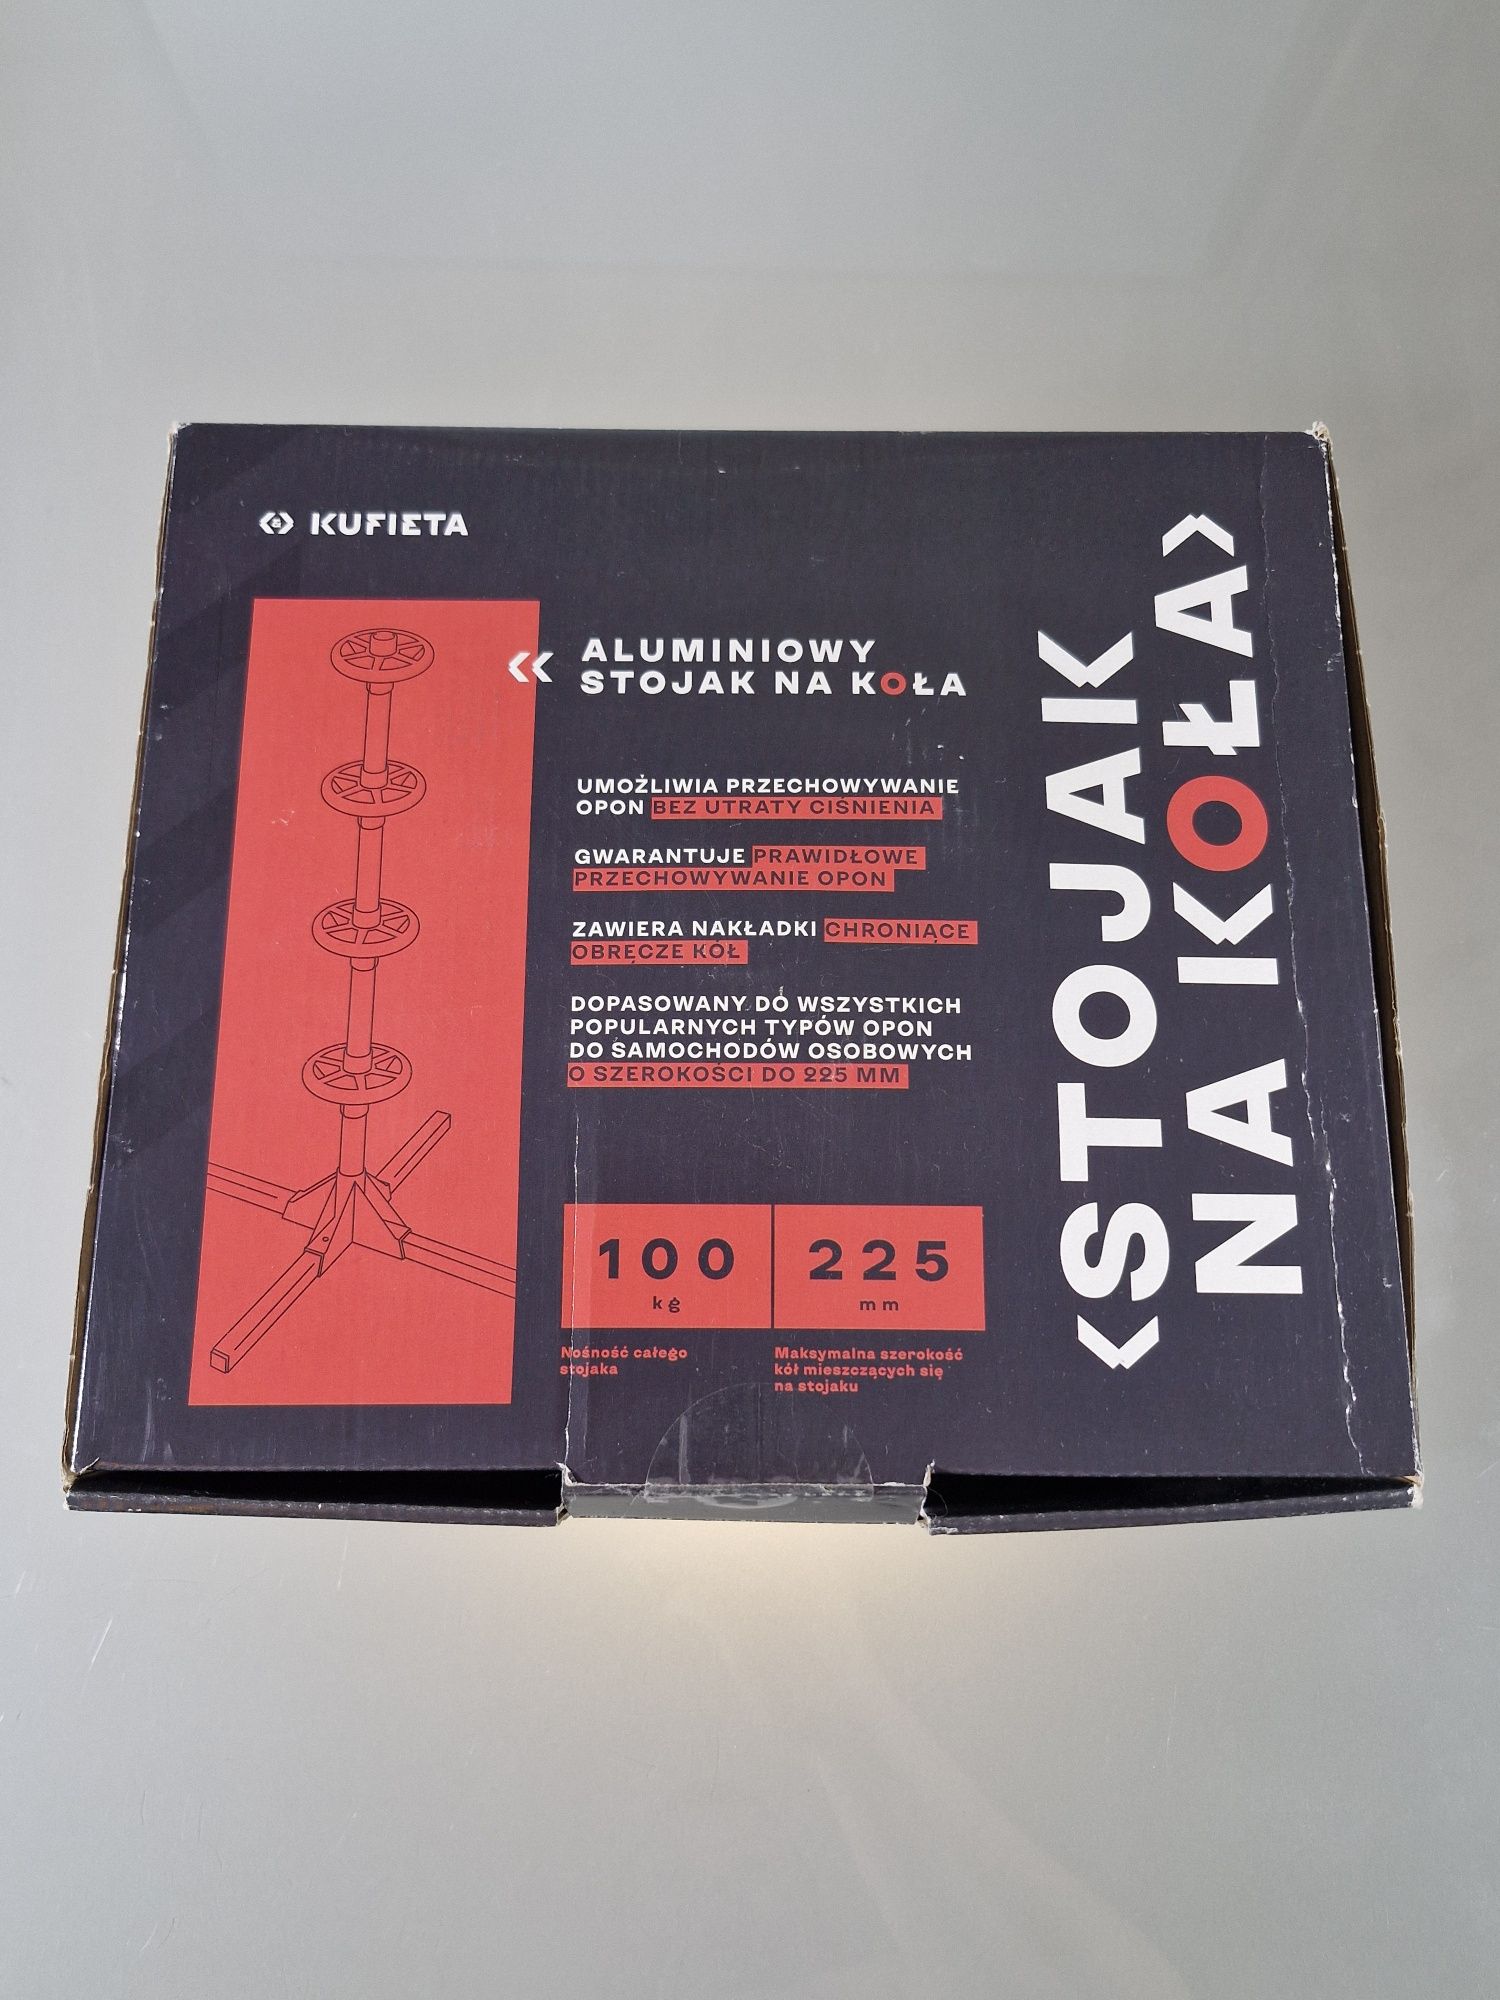 KUFIETA
ALUMINIOWY
STOJAK NA KOŁA
UMOŻLIWIA PRZECHOWYWANIE
OPON BEZ UTRATY CIŚNIENIA
GWARANTUJE PRAWIDŁOWE
PRZECHOWYWANIE OPON
ZAWIERA NAKŁADKI CHRONIĄCE
OBRĘCZE KÓŁ
DOPASOWANY DO WSZYSTKICH
POPULARNYCH TYPÓW OPON
DO SAMOCHODÓW OSOBOWYCH
O SZEROKOŚCI DO 225 MM
100
kg
Nośność całego
stojaka
225
mm
Maksymalna szerokość
kół mieszczących się
na stojaku
STOJAK
NA KOŁA